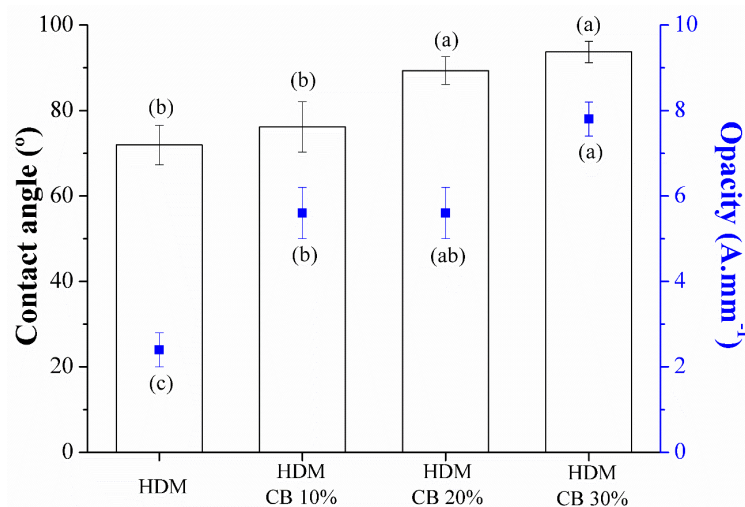 100
80
60
40
20
0
Contact angle (º)
(b)
(b)
(a)
(a)
(c)
(b)
(ab)
(a)
10
8
6
4
2
0
Opacity (A.mm⁻¹)
HDM
HDM
CB 10%
HDM
CB 20%
HDM
CB 30%